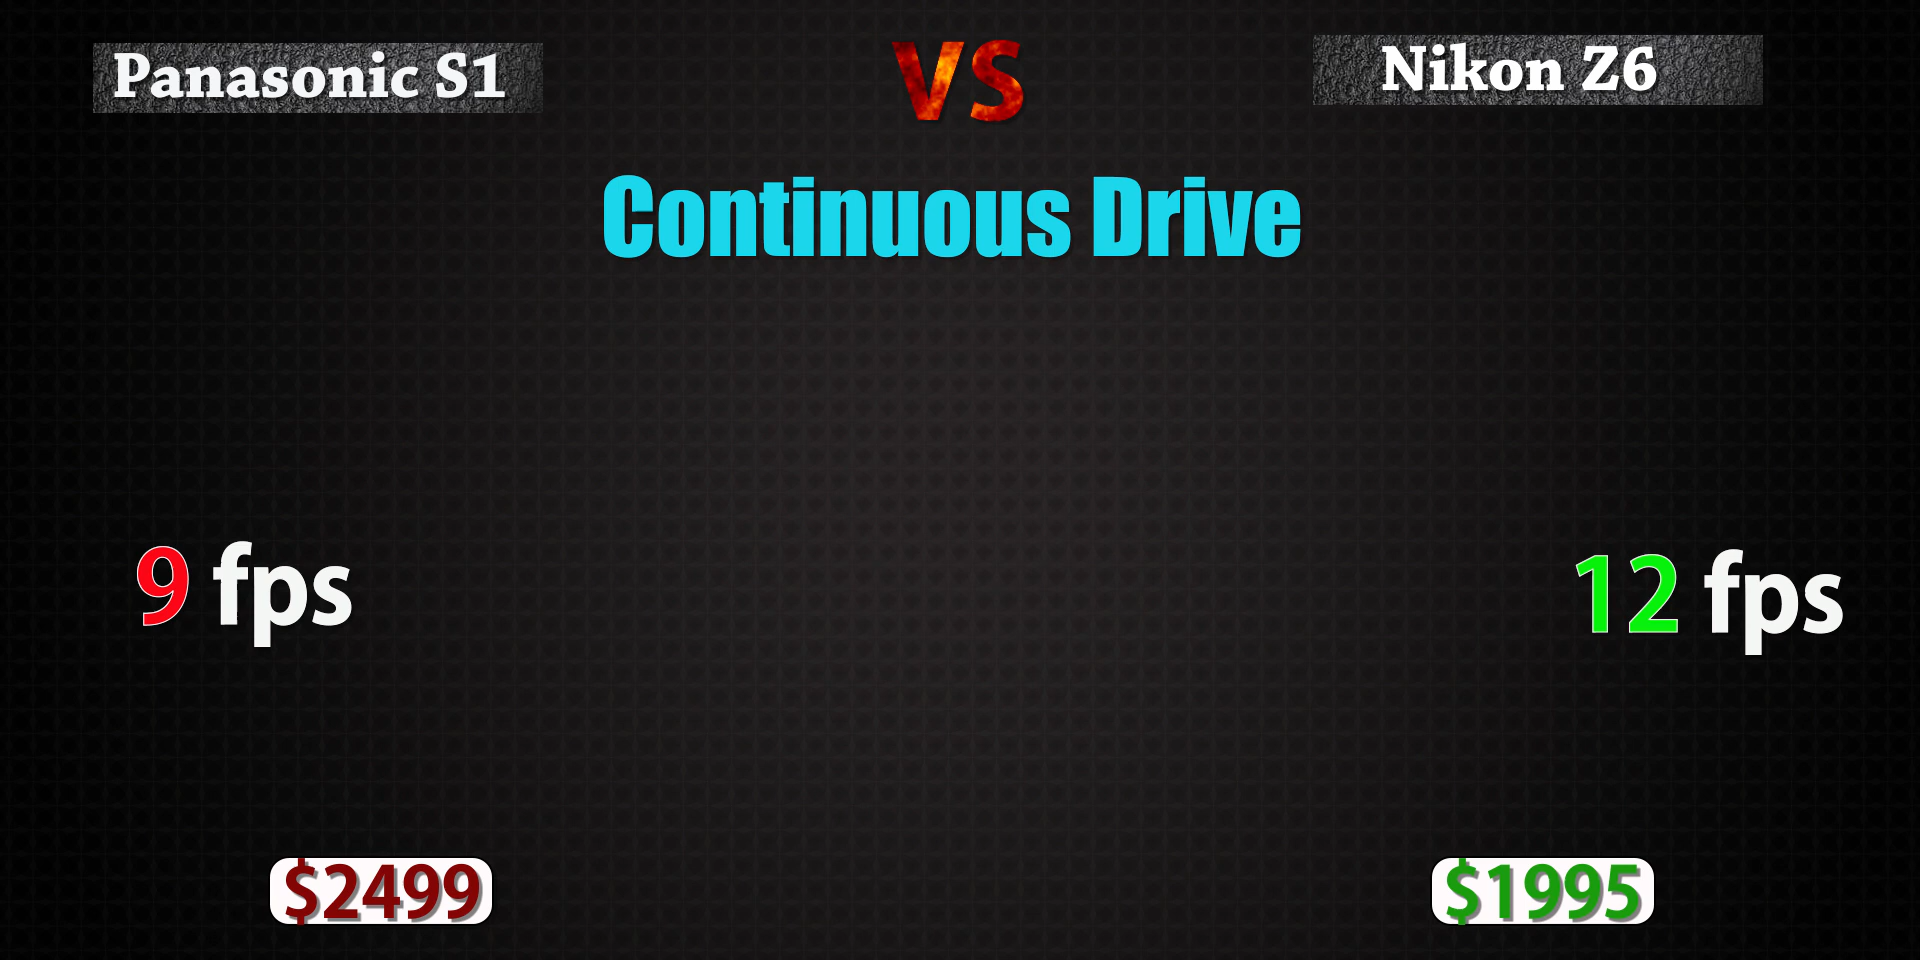 Panasonic S1
VS
Nikon Z6
Continuous Drive
9 fps
12 fps
$2499
$1995